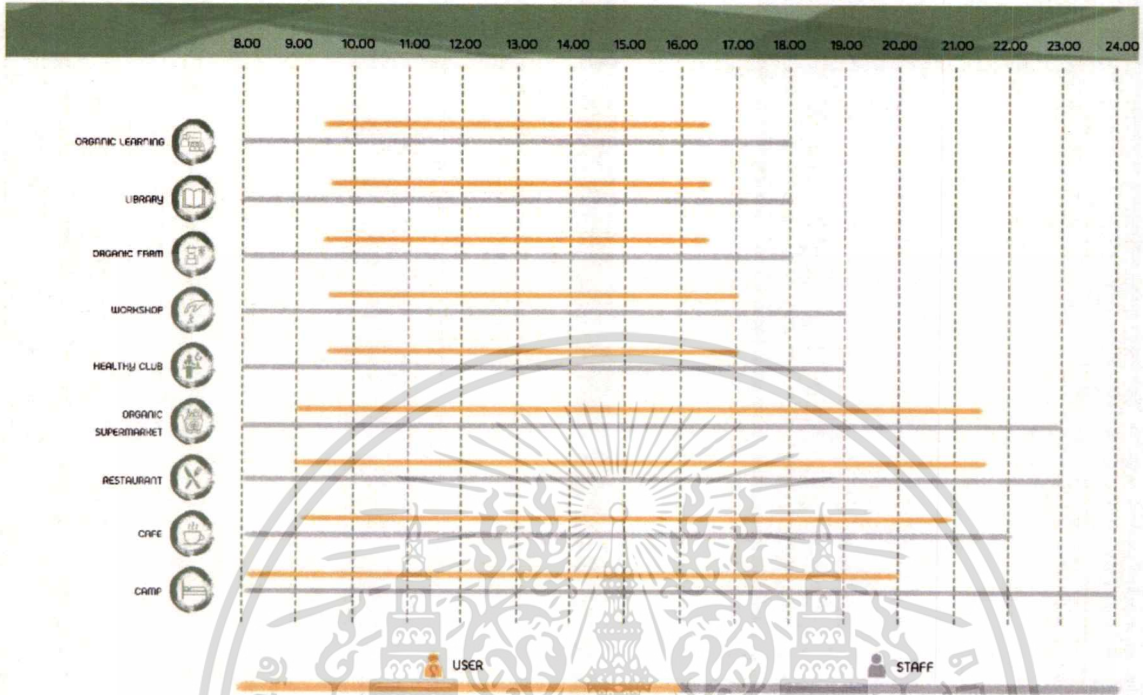 8.00 9.00 10.00 11.00 12.00 13.00 14.00 15.00 16.00 17.00 18.00 19.00 20.00 21.00 22.00 23.00 24.00
ORGANIC LEARNING
LIBRARY
ORGANIC FARM
WORKSHOP
HEALTHY CLUB
ORGANIC
SUPERMARKET
RESTAURANT
CAFE
CAMP
USER STAFF